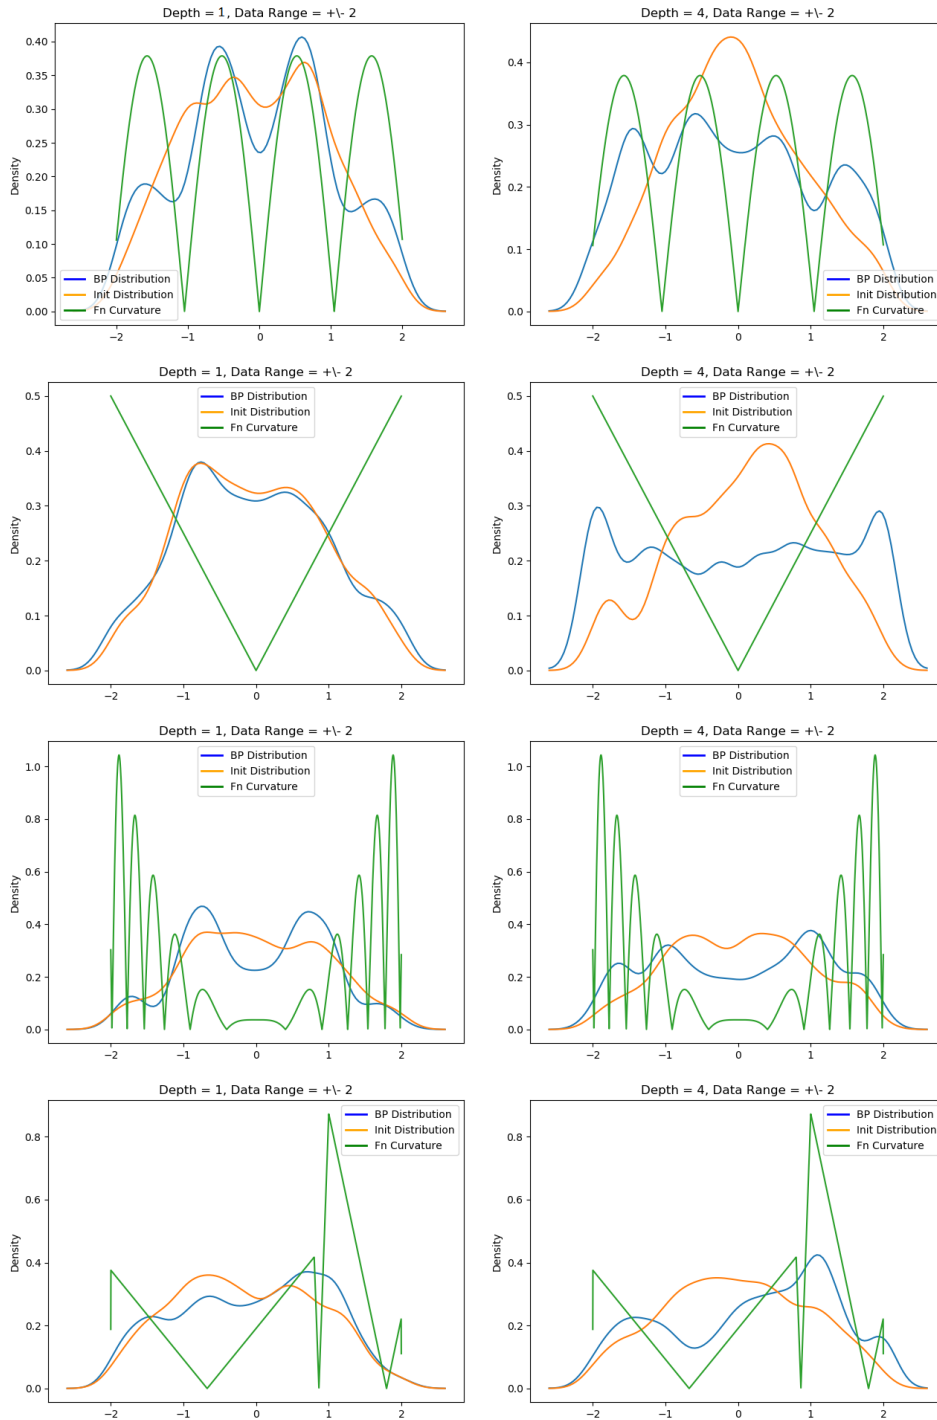 Depth = 1, Data Range = +\- 2
Density
0.40
0.35
0.30
0.25
0.20
0.15
0.10
0.05
0.00
BP Distribution
Init Distribution
Fn Curvature
−2 −1 0 1 2
Depth = 4, Data Range = +\- 2
Density
0.4
0.3
0.2
0.1
0.0
BP Distribution
Init Distribution
Fn Curvature
−2 −1 0 1 2
Depth = 1, Data Range = +\- 2
Density
0.5
0.4
0.3
0.2
0.1
0.0
BP Distribution
Init Distribution
Fn Curvature
−2 −1 0 1 2
Depth = 4, Data Range = +\- 2
Density
0.5
0.4
0.3
0.2
0.1
0.0
BP Distribution
Init Distribution
Fn Curvature
−2 −1 0 1 2
Depth = 1, Data Range = +\- 2
Density
1.0
0.8
0.6
0.4
0.2
0.0
BP Distribution
Init Distribution
Fn Curvature
−2 −1 0 1 2
Depth = 4, Data Range = +\- 2
Density
1.0
0.8
0.6
0.4
0.2
0.0
BP Distribution
Init Distribution
Fn Curvature
−2 −1 0 1 2
Depth = 1, Data Range = +\- 2
Density
0.8
0.6
0.4
0.2
0.0
BP Distribution
Init Distribution
Fn Curvature
−2 −1 0 1 2
Depth = 4, Data Range = +\- 2
Density
0.8
0.6
0.4
0.2
0.0
BP Distribution
Init Distribution
Fn Curvature
−2 −1 0 1 2